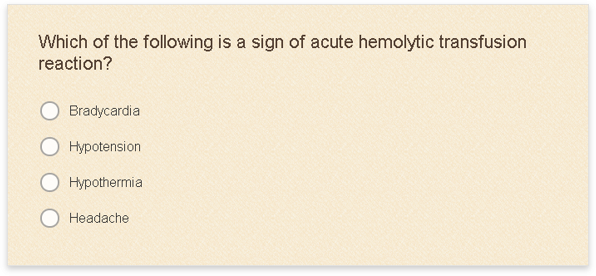 Which of the following is a sign of acute hemolytic transfusion
reaction?
Bradycardia
Hypotension
Hypothermia
Headache